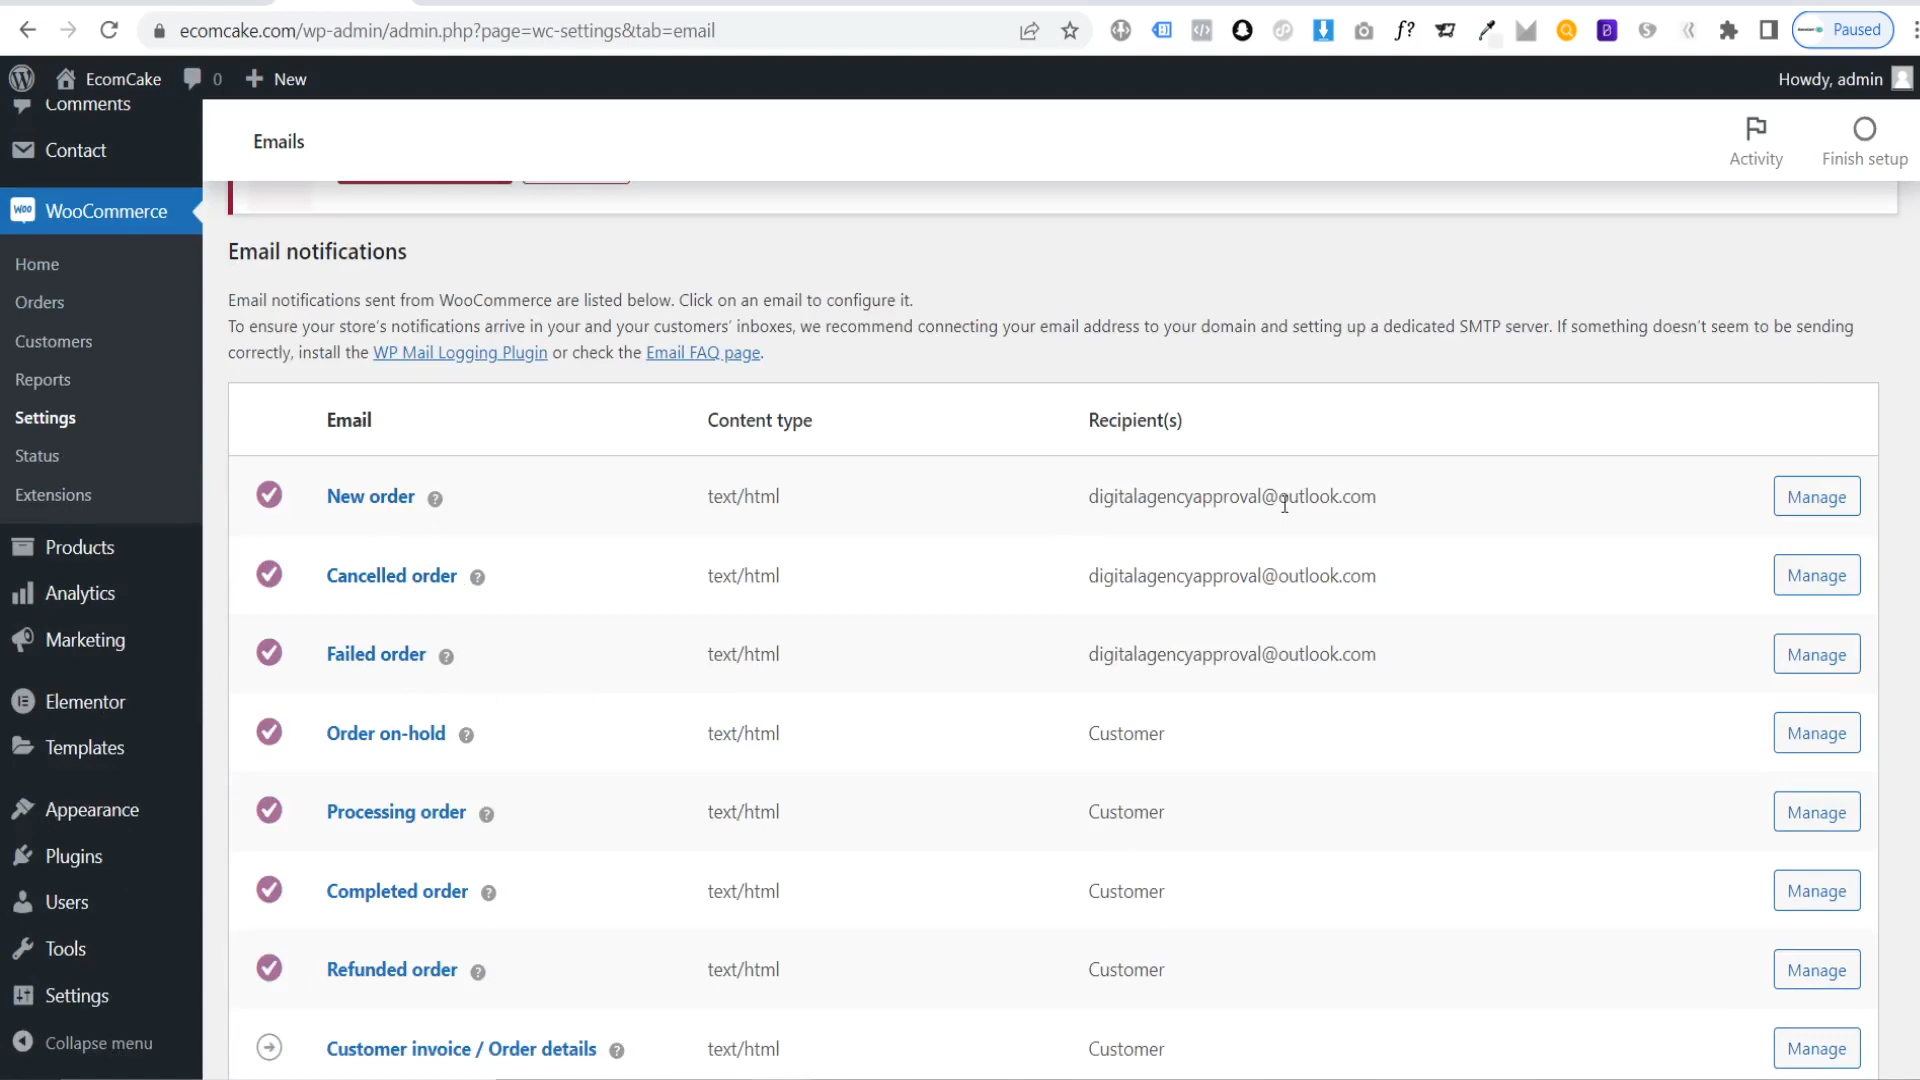 ecomcake.com/wp-admin/admin.php?page=wc-settings&tab=email
f?
Paused
EcomCake
0
New
Howdy, admin
Comments
Contact
WOO
WooCommerce
Home
Orders
Customers
Reports
Settings
Status
Extensions
Products
Analytics
Marketing
Elementor
Templates
Appearance
Plugins
Users
Tools
Settings
Collapse menu
Emails
Activity
Finish setup
Email notifications
Email notifications sent from WooCommerce are listed below. Click on an email to configure it.
To ensure your store's notifications arrive in your and your customers' inboxes, we recommend connecting your email address to your domain and setting up a dedicated SMTP server. If something doesn't seem to be sending
correctly, install the WP Mail Logging Plugin or check the Email FAQ page.
Email Content type Recipient(s)
New order ? text/html digitalagencyapproval@outlook.com Manage
Cancelled order ? text/html digitalagencyapproval@outlook.com Manage
Failed order ? text/html digitalagencyapproval@outlook.com Manage
Order on-hold ? text/html Customer Manage
Processing order ? text/html Customer Manage
Completed order ? text/html Customer Manage
Refunded order ? text/html Customer Manage
Customer invoice / Order details ? text/html Customer Manage